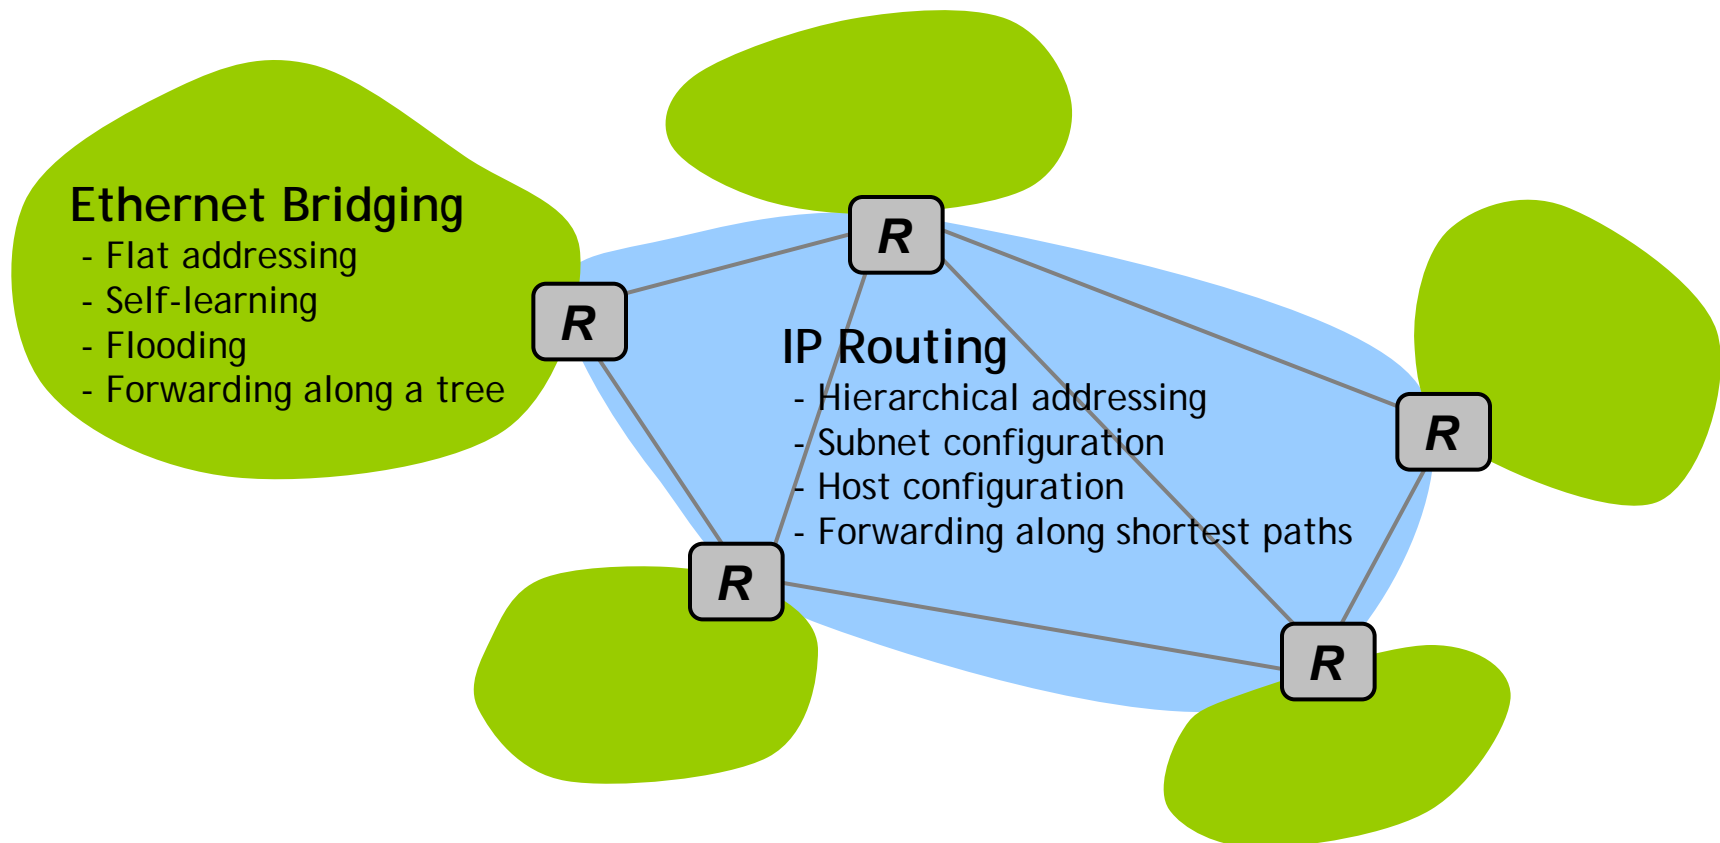 Ethernet Bridging
- Flat addressing
- Self-learning
- Flooding
- Forwarding along a tree
R
R
IP Routing
- Hierarchical addressing
- Subnet configuration
- Host configuration
- Forwarding along shortest paths
R
R
R